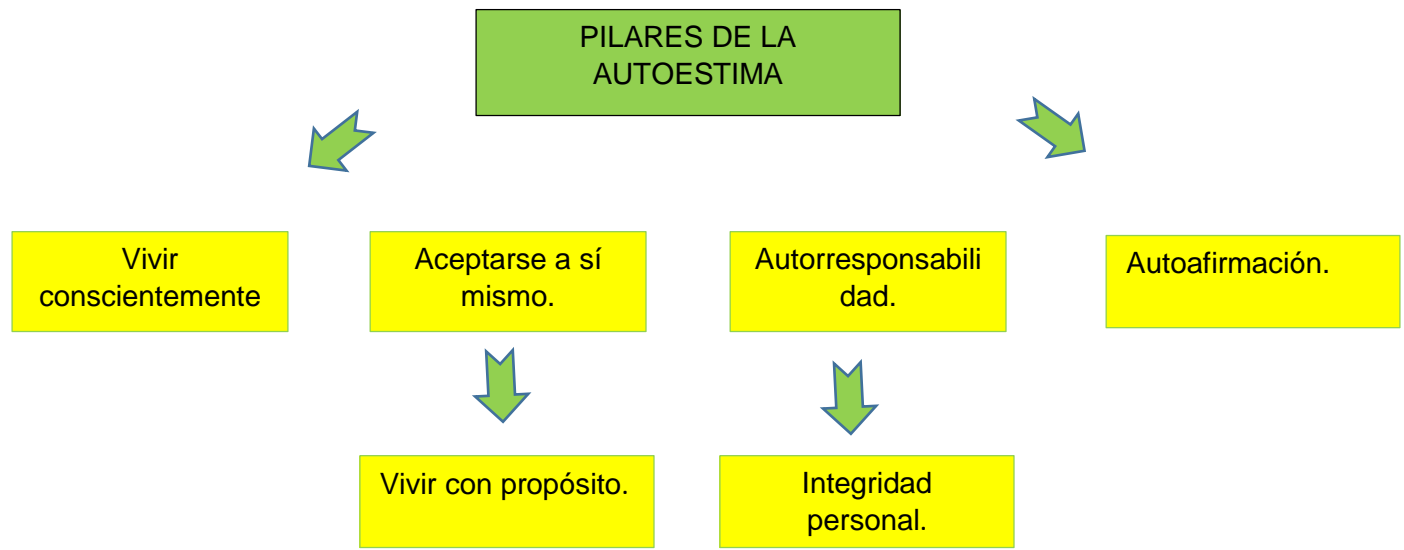 PILARES DE LA
AUTOESTIMA
Vivir
conscientemente
Aceptarse a sí
mismo.
Autorresponsabili
dad.
Autoafirmación.
Vivir con propósito.
Integridad
personal.